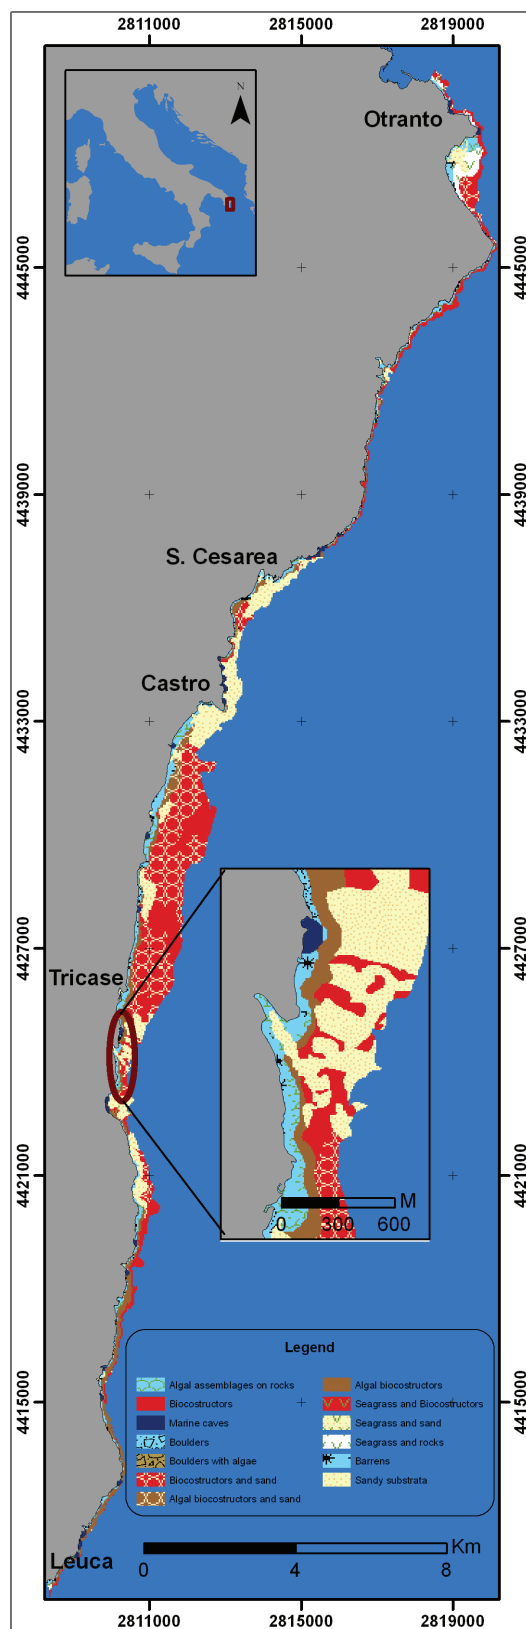 2811000 2815000 2819000
N
Otranto
4445000 4445000
4439000 4439000
S. Cesarea
Castro
4433000 4433000
4427000 4427000
Tricase
4421000 4421000
M
0 300 600
Legend
Algal assemblages on rocks
Biocostructors
Marine caves
Boulders
Boulders with algae
Biocostructors and sand
Algal biocostructors and sand
Algal biocostructors
Seagrass and Biocostructors
Seagrass and sand
Seagrass and rocks
Barrens
Sandy substrata
4415000 4415000
Km
0 4 8
Leuca
2811000 2815000 2819000